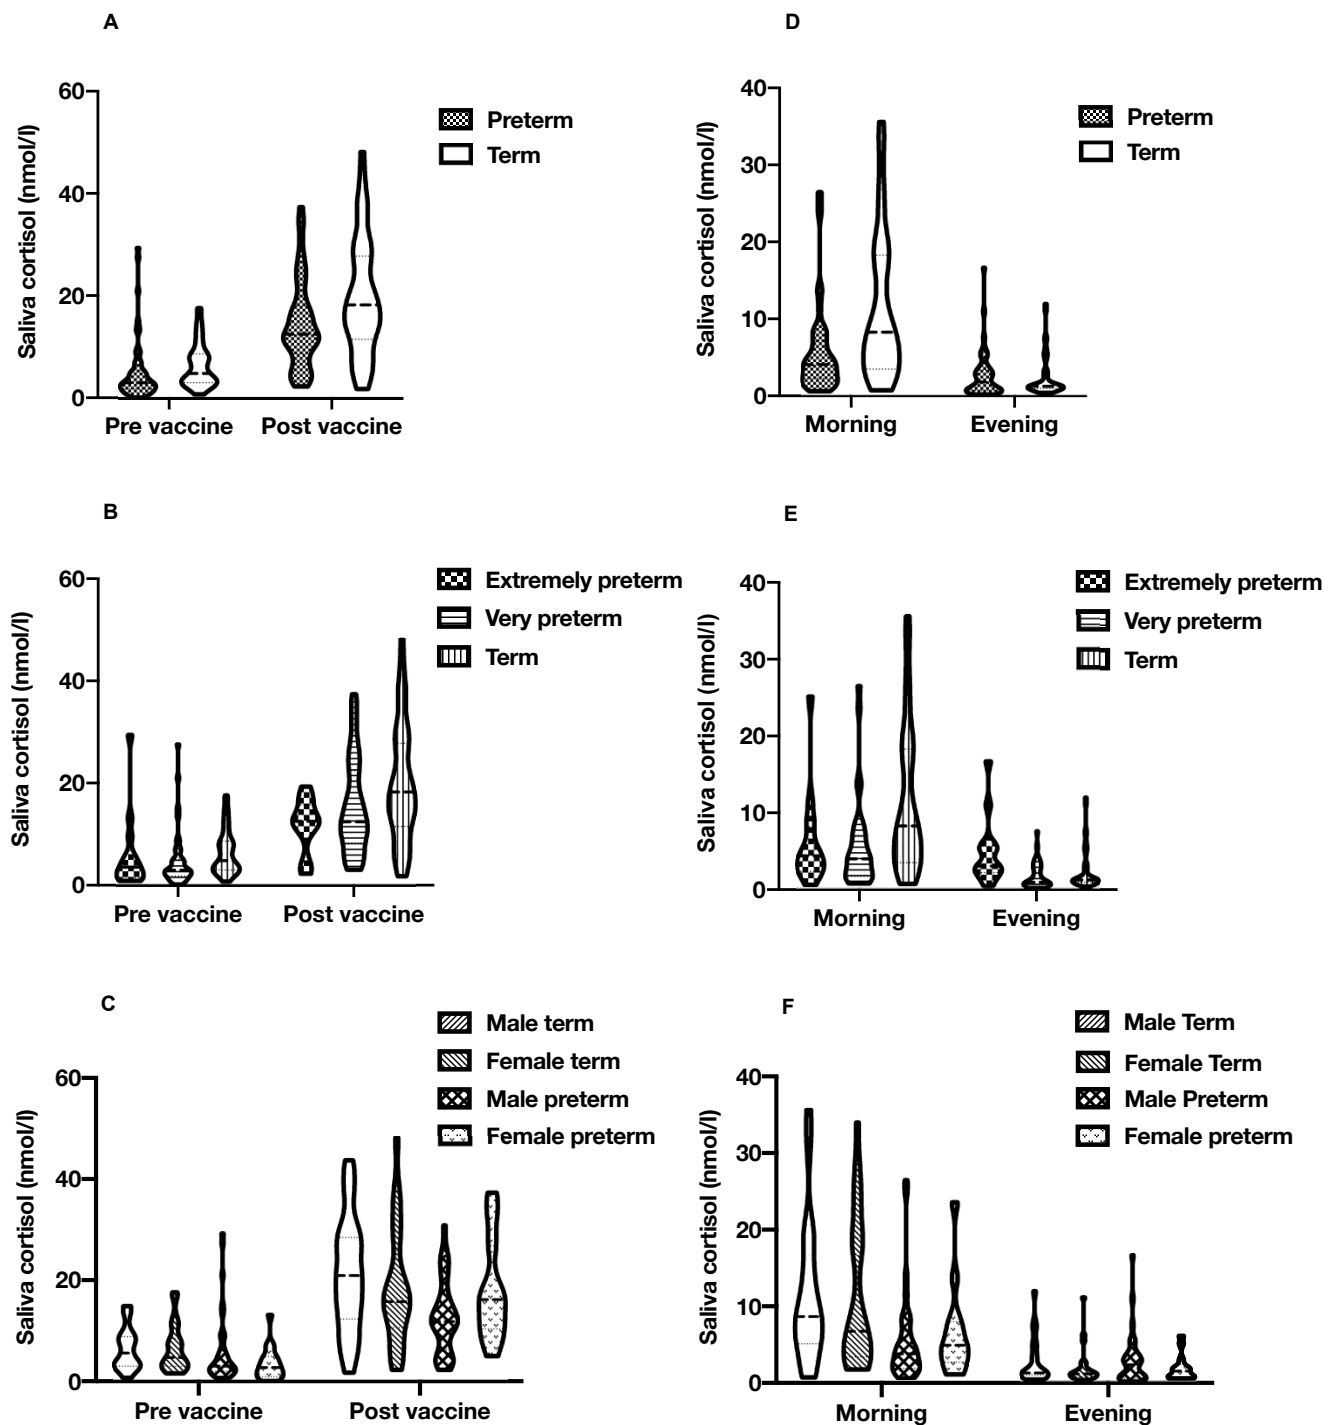 A
60
40
20
0
Saliva cortisol (nmol/l)
Preterm
Term
Pre vaccine
Post vaccine
D
40
30
20
10
0
Saliva cortisol (nmol/l)
Preterm
Term
Morning
Evening
B
60
40
20
0
Saliva cortisol (nmol/l)
Extremely preterm
Very preterm
Term
Pre vaccine
Post vaccine
E
40
30
20
10
0
Saliva cortisol (nmol/l)
Extremely preterm
Very preterm
Term
Morning
Evening
C
60
40
20
0
Saliva cortisol (nmol/l)
Male term
Female term
Male preterm
Female preterm
Pre vaccine
Post vaccine
F
40
30
20
10
0
Saliva cortisol (nmol/l)
Male Term
Female Term
Male Preterm
Female preterm
Morning
Evening